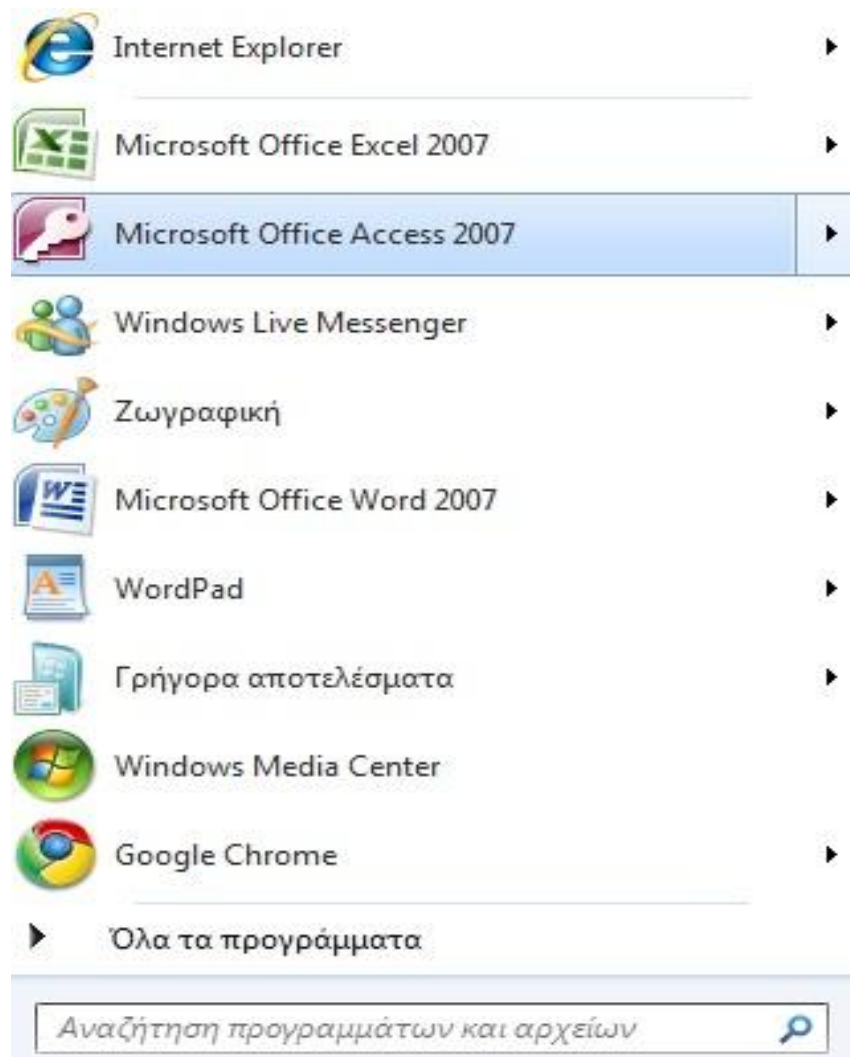 Internet Explorer
Microsoft Office Excel 2007
Microsoft Office Access 2007
Windows Live Messenger
Ζωγραφική
Microsoft Office Word 2007
WordPad
Γρήγορα αποτελέσματα
Windows Media Center
Google Chrome
Όλα τα προγράμματα
Αναζήτηση προγραμμάτων και αρχείων